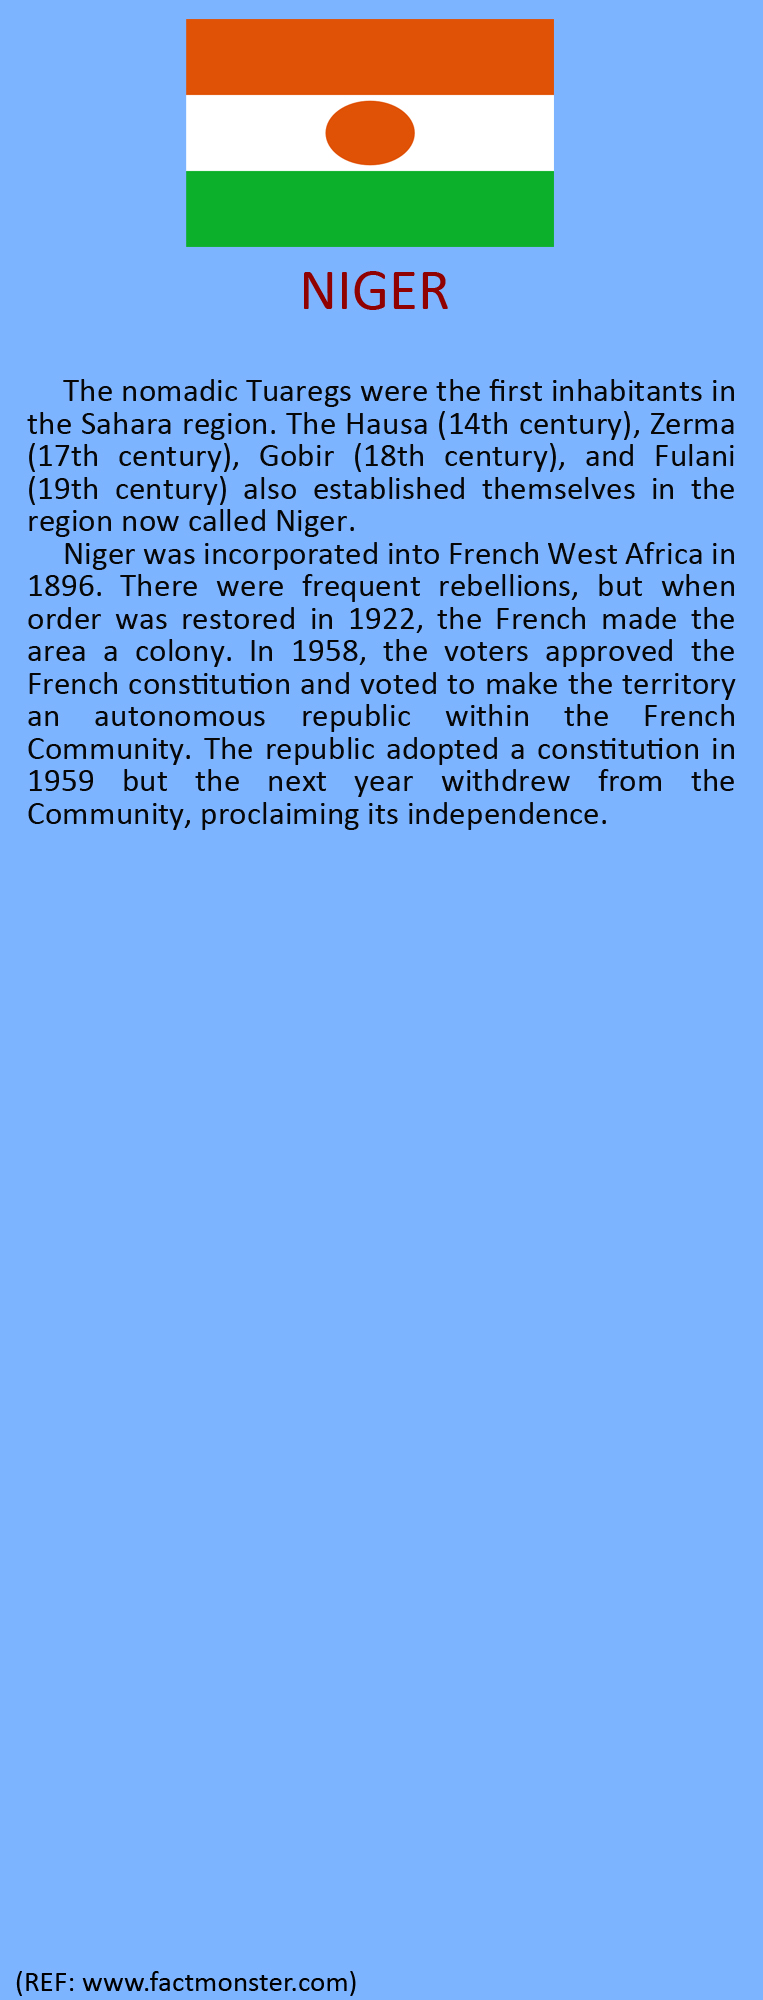 NIGER
The nomadic Tuaregs were the first inhabitants in
the Sahara region. The Hausa (14th century), Zerma
(17th century), Gobir (18th century), and Fulani
(19th century) also established themselves in the
region now called Niger.
Niger was incorporated into French West Africa in
1896. There were frequent rebellions, but when
order was restored in 1922, the French made the
area a colony. In 1958, the voters approved the
French constitution and voted to make the territory
an autonomous republic within the French
Community. The republic adopted a constitution in
1959 but the next year withdrew from the
Community, proclaiming its independence.
(REF: www.factmonster.com)